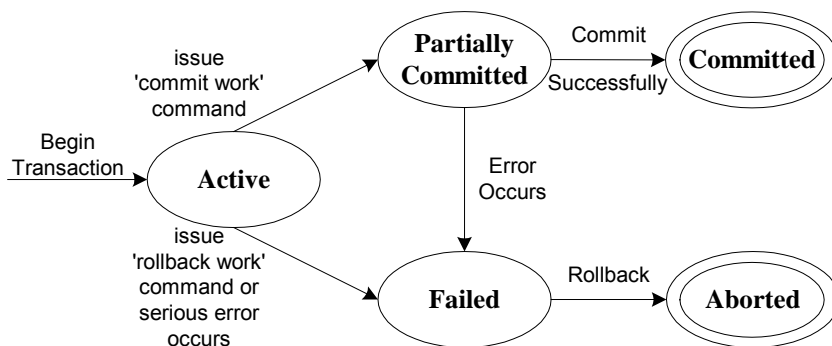 issue
'commit work'
command
Partially
Committed
Commit
Successfully
Committed
Begin
Transaction
Active
Error
Occurs
issue
'rollback work'
command or
serious error
occurs
Failed
Rollback
Aborted